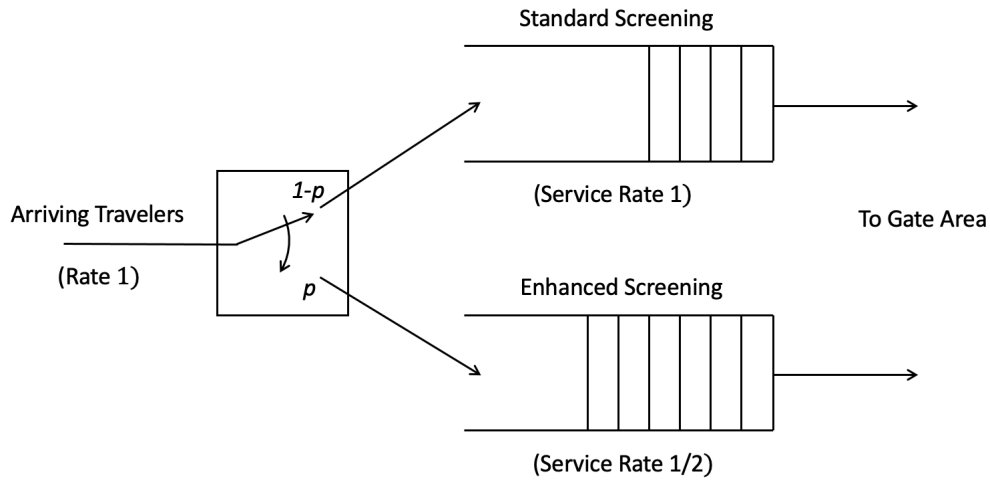 Standard Screening
1-p
(Service Rate 1)
Arriving Travelers
To Gate Area
(Rate 1)
p
Enhanced Screening
(Service Rate 1/2)